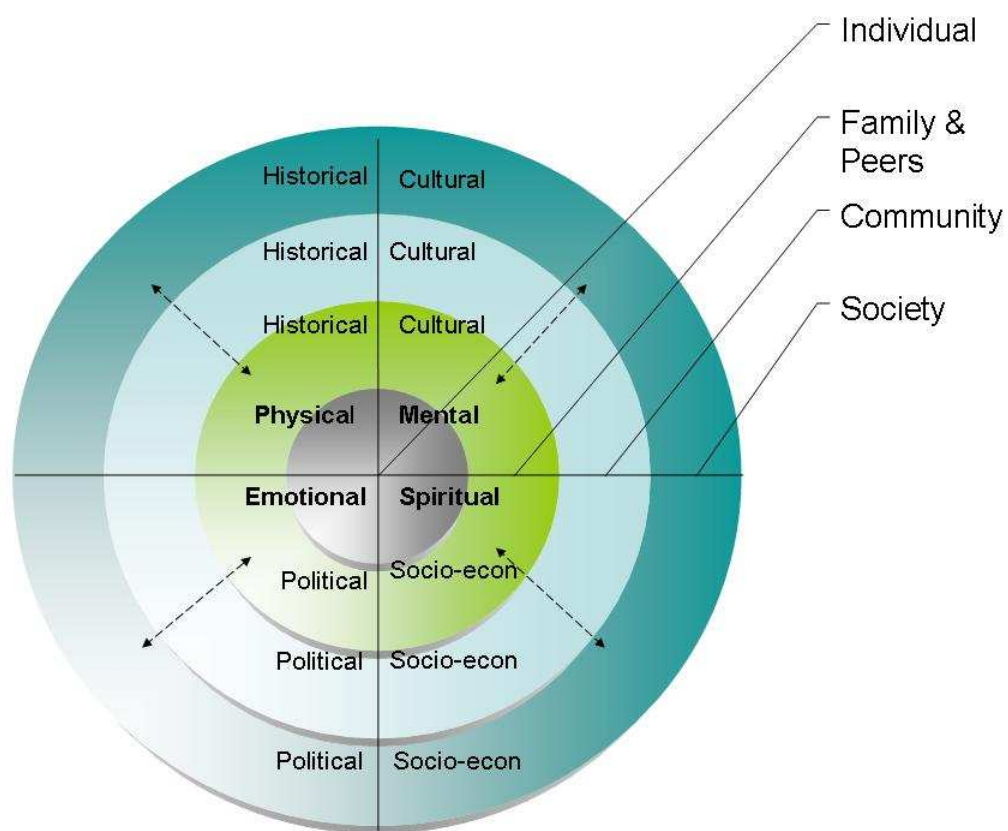 Individual
Family &
Peers
Community
Society
Historical Cultural
Historical Cultural
Historical Cultural
Physical Mental
Emotional Spiritual
Political Socio-econ
Political Socio-econ
Political Socio-econ